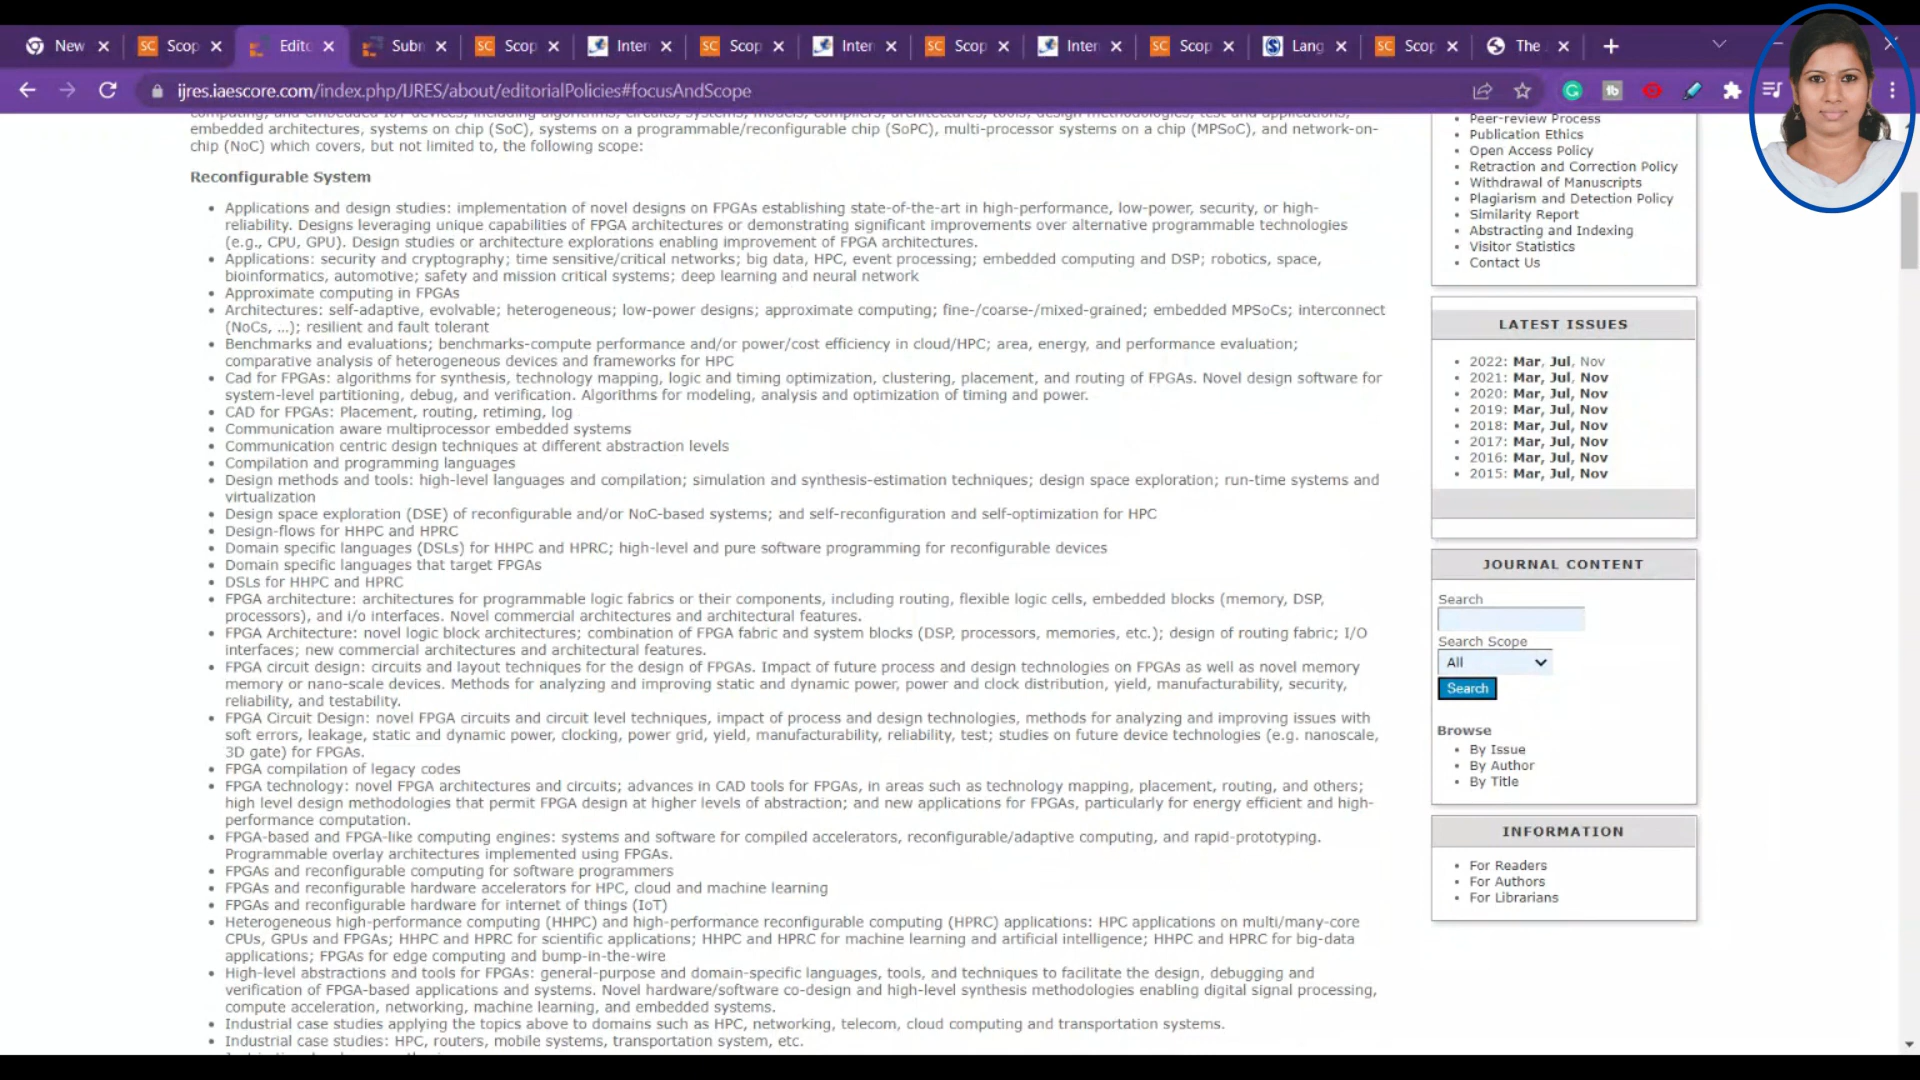 New
Scop
Edito
Subn
Scop
Inter
Scop
Inter
Scop
Inter
Scop
Lang
Scop
The
ijres.iaescore.com/index.php/IJRES/about/editorialPolicies#focusAndScope
embedded architectures, systems on chip (SoC), systems on a programmable/reconfigurable chip (SoPC), multi-processor systems on a chip (MPSoC), and network-on-
chip (NoC) which covers, but not limited to, the following scope:
Reconfigurable System
Applications and design studies: implementation of novel designs on FPGAs establishing state-of-the-art in high-performance, low-power, security, or high-
reliability. Designs leveraging unique capabilities of FPGA architectures or demonstrating significant improvements over alternative programmable technologies
(e.g., CPU, GPU). Design studies or architecture explorations enabling improvement of FPGA architectures.
Applications: security and cryptography; time sensitive/critical networks; big data, HPC, event processing; embedded computing and DSP; robotics, space,
bioinformatics, automotive; safety and mission critical systems; deep learning and neural network
Approximate computing in FPGAs
Architectures: self-adaptive, evolvable; heterogeneous; low-power designs; approximate computing; fine-/coarse-/mixed-grained; embedded MPSoCs; interconnect
(NoCs, ...); resilient and fault tolerant
Benchmarks and evaluations; benchmarks-compute performance and/or power/cost efficiency in cloud/HPC; area, energy, and performance evaluation;
comparative analysis of heterogeneous devices and frameworks for HPC
Cad for FPGAs: algorithms for synthesis, technology mapping, logic and timing optimization, clustering, placement, and routing of FPGAs. Novel design software for
system-level partitioning, debug, and verification. Algorithms for modeling, analysis and optimization of timing and power.
CAD for FPGAs: Placement, routing, retiming, log
Communication aware multiprocessor embedded systems
Communication centric design techniques at different abstraction levels
Compilation and programming languages
Design methods and tools: high-level languages and compilation; simulation and synthesis-estimation techniques; design space exploration; run-time systems and
virtualization
Design space exploration (DSE) of reconfigurable and/or NoC-based systems; and self-reconfiguration and self-optimization for HPC
Design-flows for HHPC and HPRC
Domain specific languages (DSLs) for HHPC and HPRC; high-level and pure software programming for reconfigurable devices
Domain specific languages that target FPGAs
DSLs for HHPC and HPRC
FPGA architecture: architectures for programmable logic fabrics or their components, including routing, flexible logic cells, embedded blocks (memory, DSP,
processors), and i/o interfaces. Novel commercial architectures and architectural features.
FPGA Architecture: novel logic block architectures; combination of FPGA fabric and system blocks (DSP, processors, memories, etc.); design of routing fabric; I/O
interfaces; new commercial architectures and architectural features.
FPGA circuit design: circuits and layout techniques for the design of FPGAs. Impact of future process and design technologies on FPGAs as well as novel memory
memory or nano-scale devices. Methods for analyzing and improving static and dynamic power, power and clock distribution, yield, manufacturability, security,
reliability, and testability.
FPGA Circuit Design: novel FPGA circuits and circuit level techniques, impact of process and design technologies, methods for analyzing and improving issues with
soft errors, leakage, static and dynamic power, clocking, power grid, yield, manufacturability, reliability, test; studies on future device technologies (e.g. nanoscale,
3D gate) for FPGAs.
FPGA compilation of legacy codes
FPGA technology: novel FPGA architectures and circuits; advances in CAD tools for FPGAs, in areas such as technology mapping, placement, routing, and others;
high level design methodologies that permit FPGA design at higher levels of abstraction; and new applications for FPGAs, particularly for energy efficient and high-
performance computation.
FPGA-based and FPGA-like computing engines: systems and software for compiled accelerators, reconfigurable/adaptive computing, and rapid-prototyping.
Programmable overlay architectures implemented using FPGAs.
FPGAs and reconfigurable computing for software programmers
FPGAs and reconfigurable hardware accelerators for HPC, cloud and machine learning
FPGAs and reconfigurable hardware for internet of things (IoT)
Heterogeneous high-performance computing (HHPC) and high-performance reconfigurable computing (HPRC) applications: HPC applications on multi/many-core
CPUs, GPUs and FPGAs; HHPC and HPRC for scientific applications; HHPC and HPRC for machine learning and artificial intelligence; HHPC and HPRC for big-data
applications; FPGAs for edge computing and bump-in-the-wire
High-level abstractions and tools for FPGAs: general-purpose and domain-specific languages, tools, and techniques to facilitate the design, debugging and
verification of FPGA-based applications and systems. Novel hardware/software co-design and high-level synthesis methodologies enabling digital signal processing,
compute acceleration, networking, machine learning, and embedded systems.
Industrial case studies applying the topics above to domains such as HPC, networking, telecom, cloud computing and transportation systems.
Industrial case studies: HPC, routers, mobile systems, transportation system, etc.
Peer-review Process
Publication Ethics
Open Access Policy
Retraction and Correction Policy
Withdrawal of Manuscripts
Plagiarism and Detection Policy
Similarity Report
Abstracting and Indexing
Visitor Statistics
Contact Us
LATEST ISSUES
2022: Mar, Jul, Nov
2021: Mar, Jul, Nov
2020: Mar, Jul, Nov
2019: Mar, Jul, Nov
2018: Mar, Jul, Nov
2017: Mar, Jul, Nov
2016: Mar, Jul, Nov
2015: Mar, Jul, Nov
JOURNAL CONTENT
Search
Search Scope
All
Search
Browse
By Issue
By Author
By Title
INFORMATION
For Readers
For Authors
For Librarians